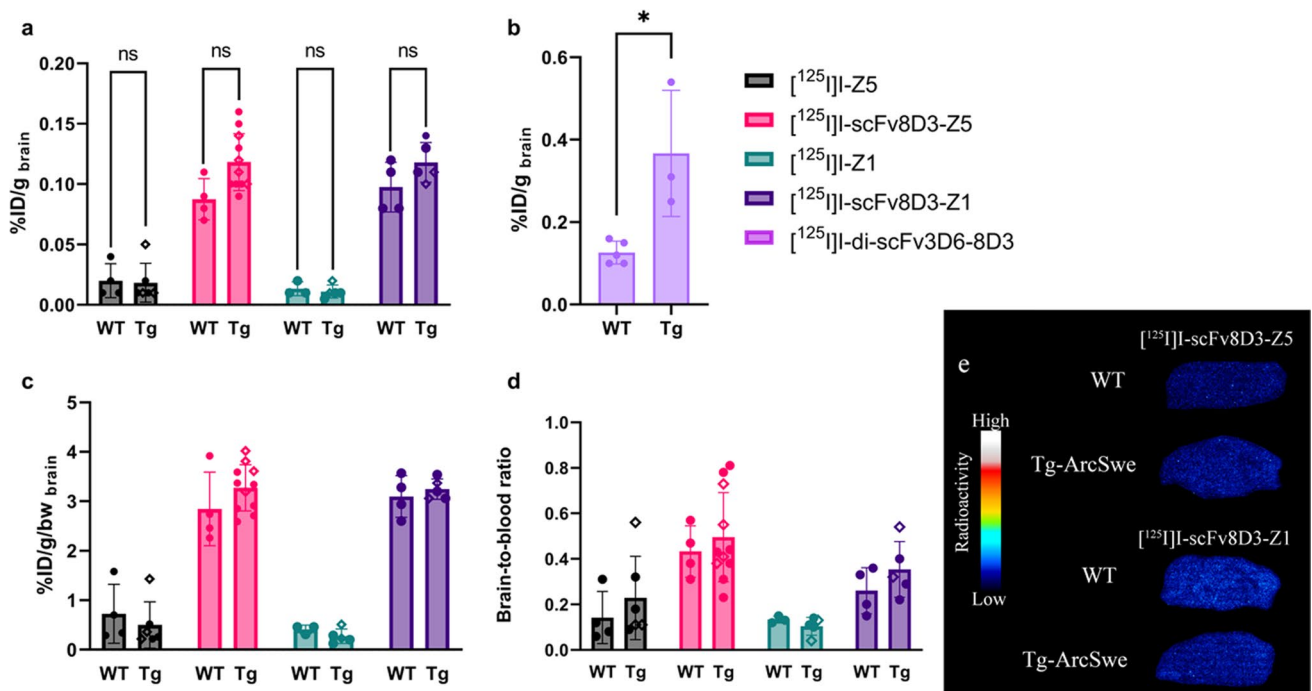 a
ns
ns
ns
ns
0.20
0.15
0.10
0.05
0.00
%ID/g brain
WT Tg WT Tg WT Tg WT Tg
b
*
0.6
0.4
0.2
0.0
%ID/g brain
WT Tg
[¹²⁵I]I-Z5
[¹²⁵I]I-scFv8D3-Z5
[¹²⁵I]I-Z1
[¹²⁵I]I-scFv8D3-Z1
[¹²⁵I]I-di-scFv3D6-8D3
c
5
4
3
2
1
0
%ID/g/bw brain
WT Tg WT Tg WT Tg WT Tg
d
1.0
0.8
0.6
0.4
0.2
0.0
Brain-to-blood ratio
WT Tg WT Tg WT Tg WT Tg
e
[¹²⁵I]I-scFv8D3-Z5
WT
High
Tg-ArcSwe
Radioactivity
[¹²⁵I]I-scFv8D3-Z1
WT
Low
Tg-ArcSwe